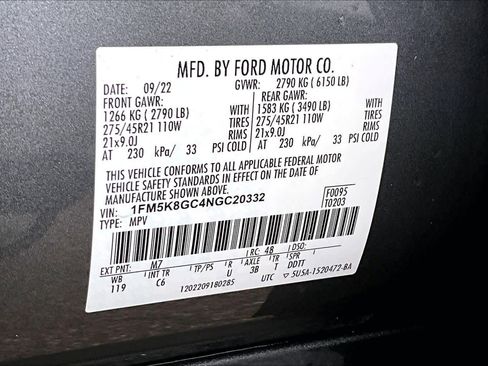 MFD. BY FORD MOTOR CO.
DATE: 09/22 GVWR: 2790 KG ( 6150 LB)
FRONT GAWR: REAR GAWR:
1266 KG ( 2790 LB) WITH 1583 KG ( 3490 LB) WITH
275/45R21 110W TIRES 275/45R21 110W TIRES
21x9.0J RIMS 21x9.0J RIMS
AT 230 kPa/ 33 PSI COLD AT 230 kPa/ 33 PSI COLD
THIS VEHICLE CONFORMS TO ALL APPLICABLE FEDERAL MOTOR
VEHICLE SAFETY STANDARDS IN EFFECT ON THE DATE OF
MANUFACTURE SHOWN ABOVE.
VIN: 1FM5K8GC4NGC20332 F0095
TYPE: MPV T0203
EXT PNT: M7 RC: 48 DSO:
WB INT TR TP/PS R AXLE TR SPR
119 C6 U 3B T DDTT
1202209180285 UTC 5U5A-1520472-BA